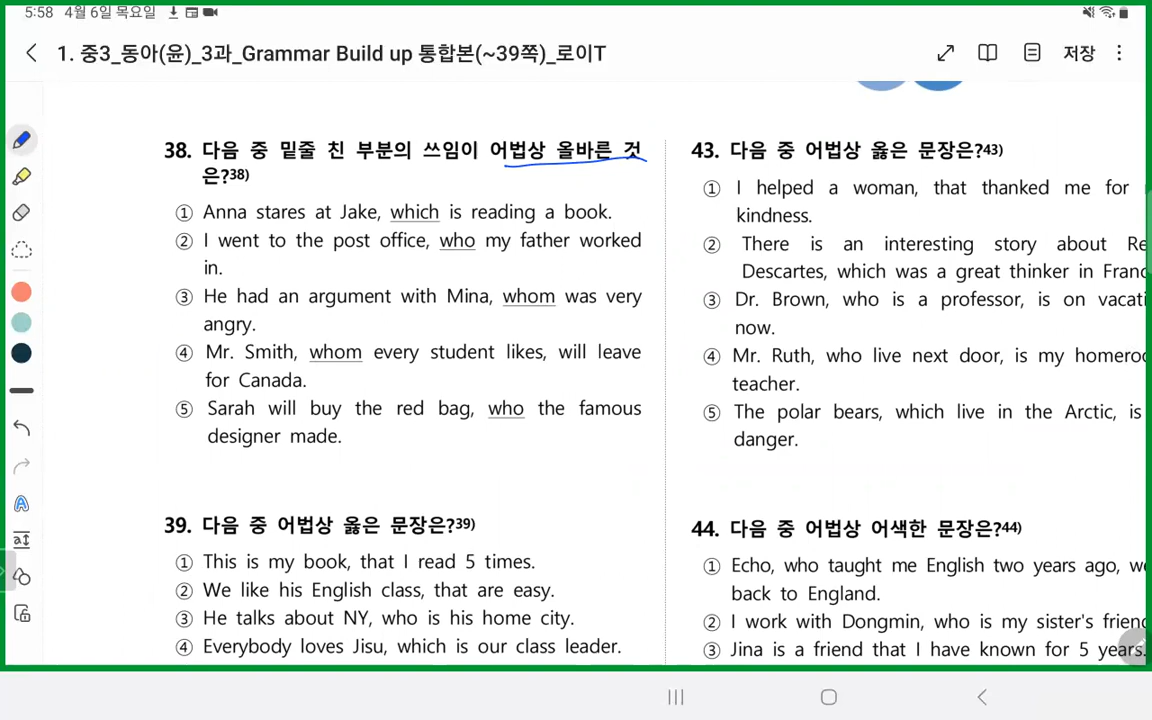 5:58 4월 6일 목요일
1. 중3_동아(윤)_3과_Grammar Build up 통합본(~39쪽)_로이T
저장
38. 다음 중 밑줄 친 부분의 쓰임이 어법상 올바른 것
은?38)
① Anna stares at Jake, which is reading a book.
② I went to the post office, who my father worked
in.
③ He had an argument with Mina, whom was very
angry.
④ Mr. Smith, whom every student likes, will leave
for Canada.
⑤ Sarah will buy the red bag, who the famous
designer made.
39. 다음 중 어법상 옳은 문장은?39)
① This is my book, that I read 5 times.
② We like his English class, that are easy.
③ He talks about NY, who is his home city.
④ Everybody loves Jisu, which is our class leader.
43. 다음 중 어법상 옳은 문장은?43)
① I helped a woman, that thanked me for
kindness.
② There is an interesting story about Re
Descartes, which was a great thinker in Franc
③ Dr. Brown, who is a professor, is on vacati
now.
④ Mr. Ruth, who live next door, is my homeroo
teacher.
⑤ The polar bears, which live in the Arctic, is
danger.
44. 다음 중 어법상 어색한 문장은?44)
① Echo, who taught me English two years ago, we
back to England.
② I work with Dongmin, who is my sister's friend
③ Jina is a friend that I have known for 5 years.